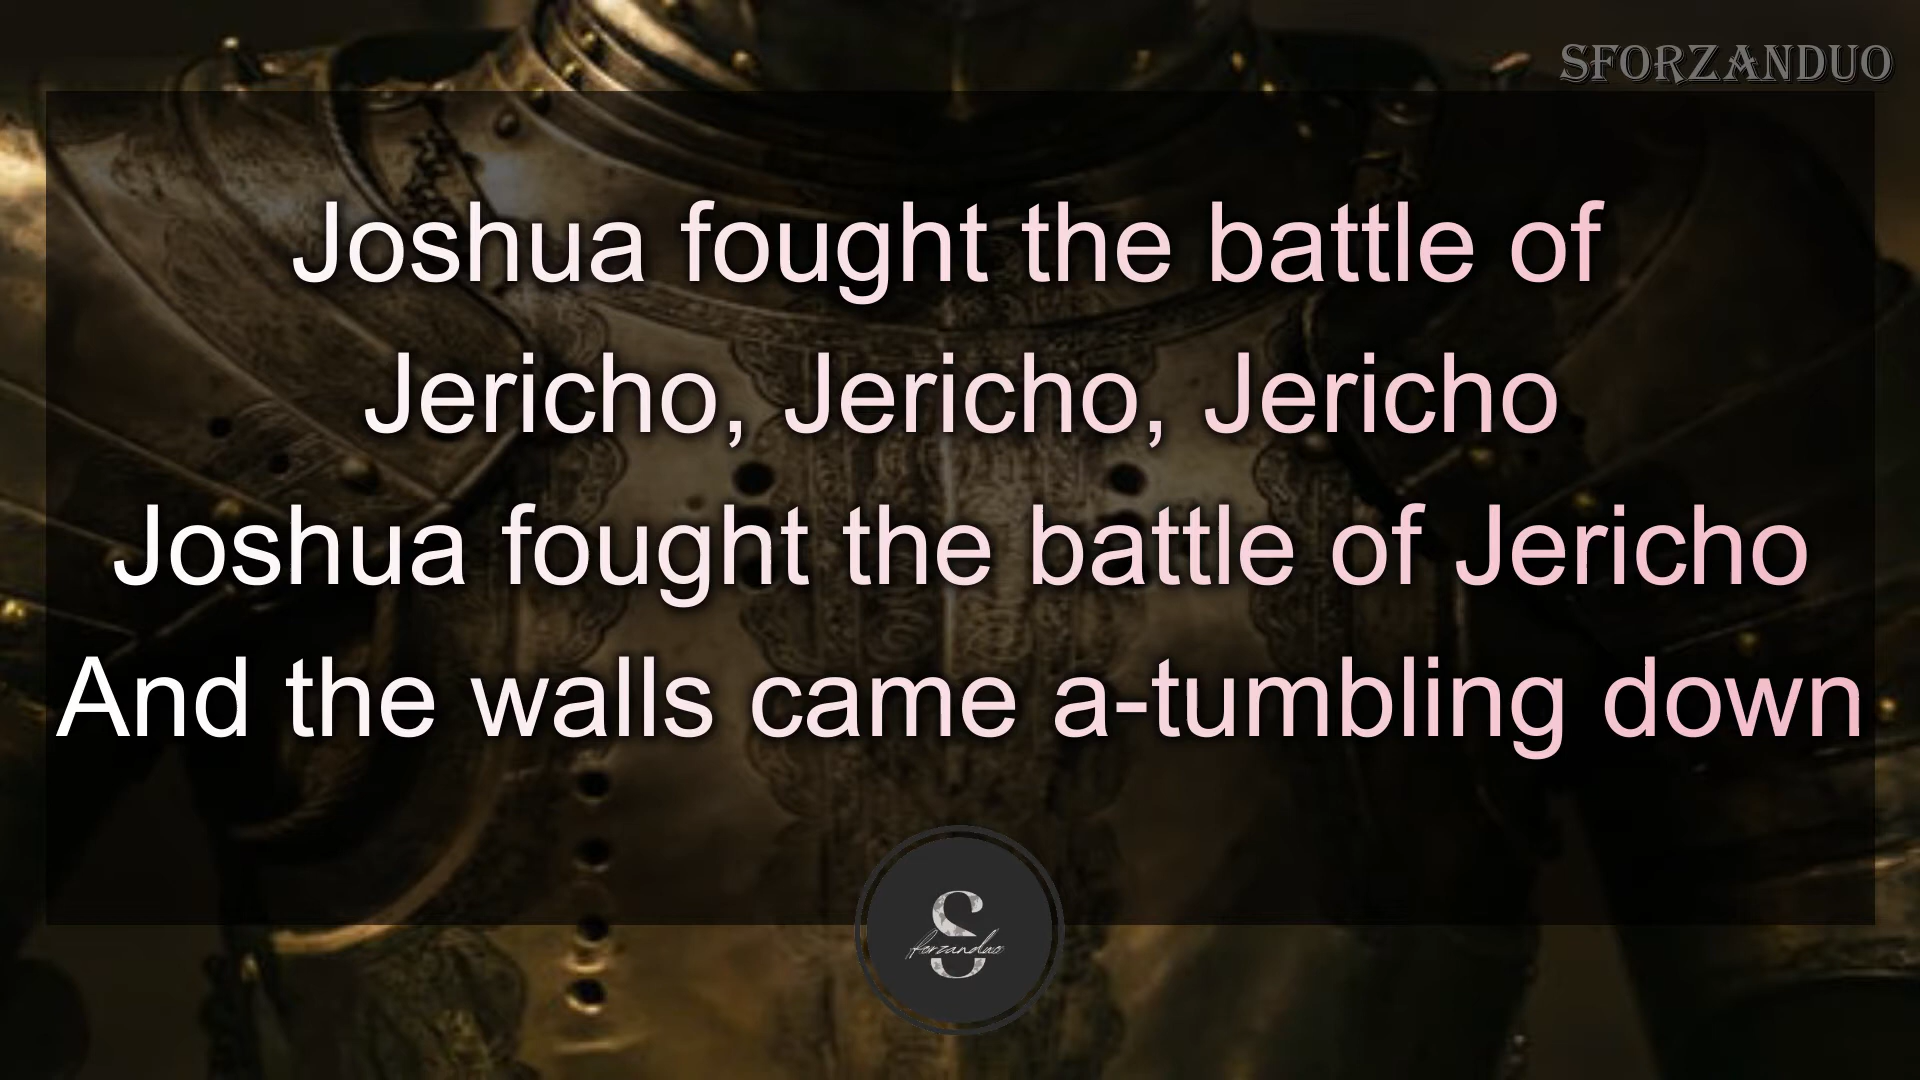 SFORZANDUO
Joshua fought the battle of
Jericho, Jericho, Jericho
Joshua fought the battle of Jericho
And the walls came a-tumbling down
S
sforzanduo